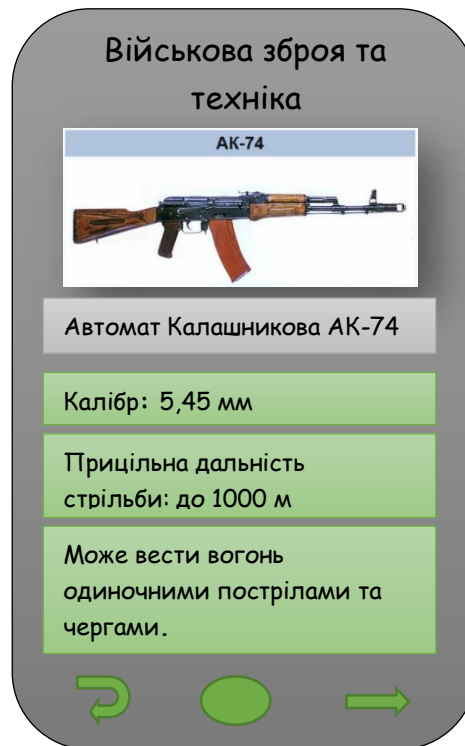 Військова зброя та
техніка
АК-74
Автомат Калашникова АК-74
Калібр: 5,45 мм
Прицільна дальність
стрільби: до 1000 м
Може вести вогонь
одиночними пострілами та
чергами.